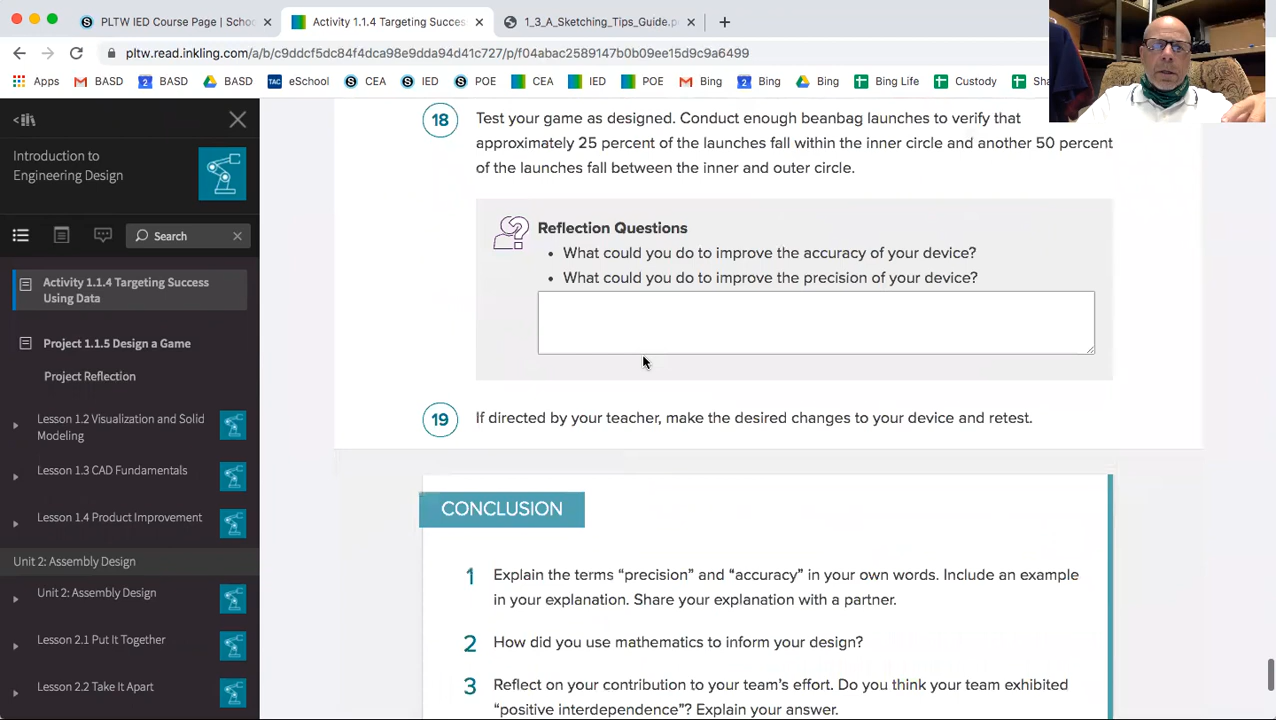 PLTW IED Course Page | Schoo
Activity 1.1.4 Targeting Succes
1_3_A_Sketching_Tips_Guide.p
pltw.read.inkling.com/a/b/c9ddcf5dc84f4dca98e9dda94d41c727/p/f04abac2589147b0b09ee15d9c9a6499
Apps
BASD
2 BASD
BASD
TAC eSchool
S CEA
S IED
S POE
CEA
IED
POE
Bing
2 Bing
Bing
Bing Life
Custody
Sha
Introduction to
Engineering Design
Search
Activity 1.1.4 Targeting Success
Using Data
Project 1.1.5 Design a Game
Project Reflection
Lesson 1.2 Visualization and Solid
Modeling
Lesson 1.3 CAD Fundamentals
Lesson 1.4 Product Improvement
Unit 2: Assembly Design
Unit 2: Assembly Design
Lesson 2.1 Put It Together
Lesson 2.2 Take It Apart
18 Test your game as designed. Conduct enough beanbag launches to verify that
approximately 25 percent of the launches fall within the inner circle and another 50 percent
of the launches fall between the inner and outer circle.
Reflection Questions
• What could you do to improve the accuracy of your device?
• What could you do to improve the precision of your device?
19 If directed by your teacher, make the desired changes to your device and retest.
CONCLUSION
1 Explain the terms “precision” and “accuracy” in your own words. Include an example
in your explanation. Share your explanation with a partner.
2 How did you use mathematics to inform your design?
3 Reflect on your contribution to your team’s effort. Do you think your team exhibited
“positive interdependence”? Explain your answer.